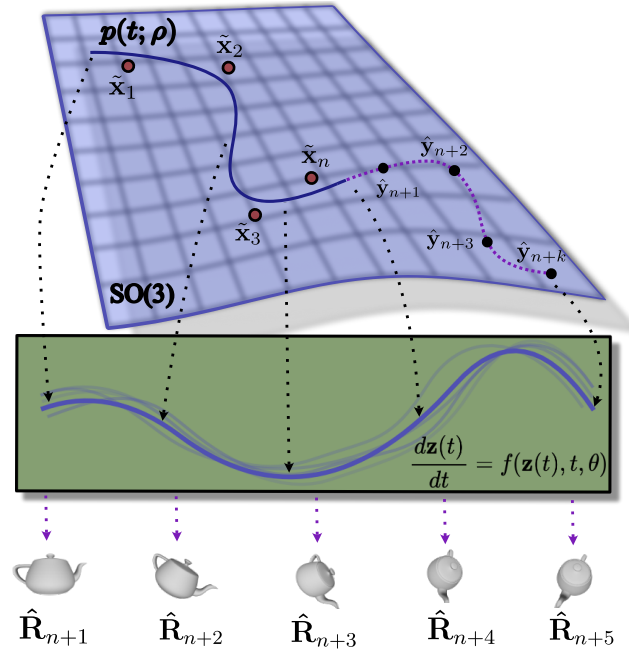 p(t; ρ)
x̃₁
x̃₂
x̃ₙ
x̃₃
ŷₙ₊₁
ŷₙ₊₂
ŷₙ₊₃
ŷₙ₊ₖ
SO(3)
dz(t)/dt = f(z(t), t, θ)
R̂ₙ₊₁ R̂ₙ₊₂ R̂ₙ₊₃ R̂ₙ₊₄ R̂ₙ₊₅